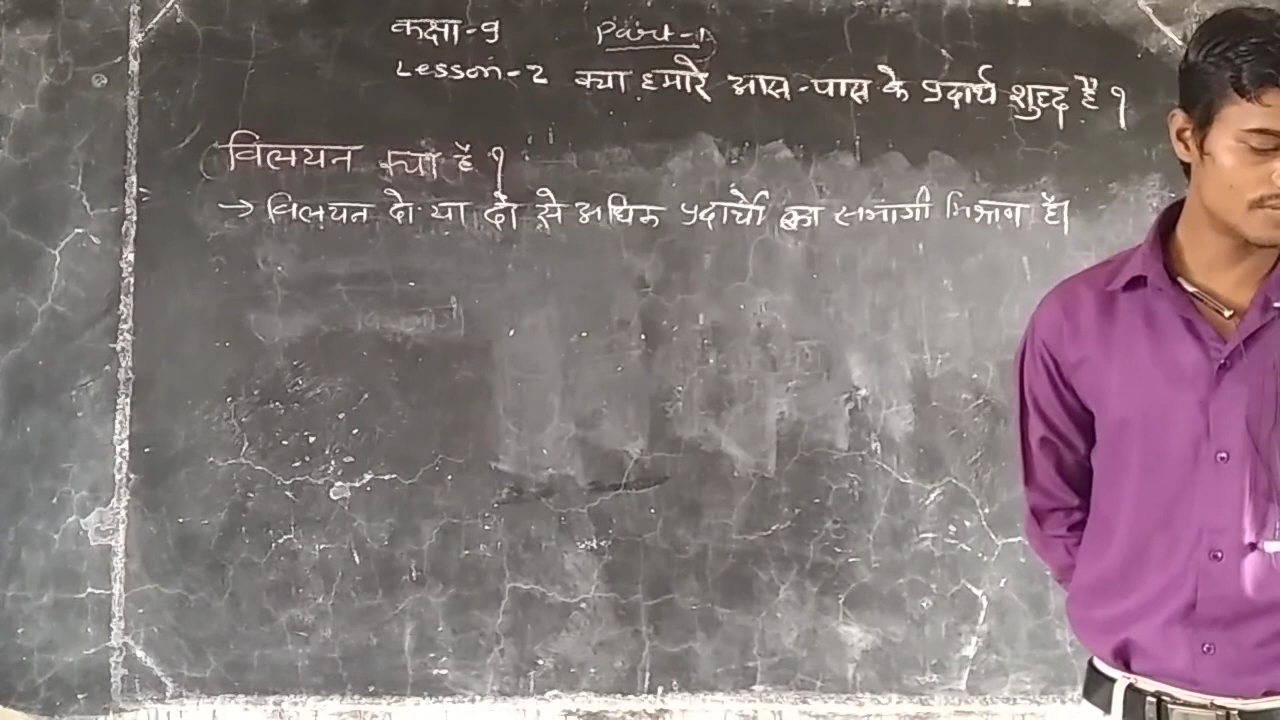 कक्षा-9 Part-1
Lesson-2 क्या हमारे आस-पास के पदार्थ शुद्ध हैं ?
विलयन क्या है ?
→ विलयन दो या दो से अधिक पदार्थो का समांगी मिश्रण है।